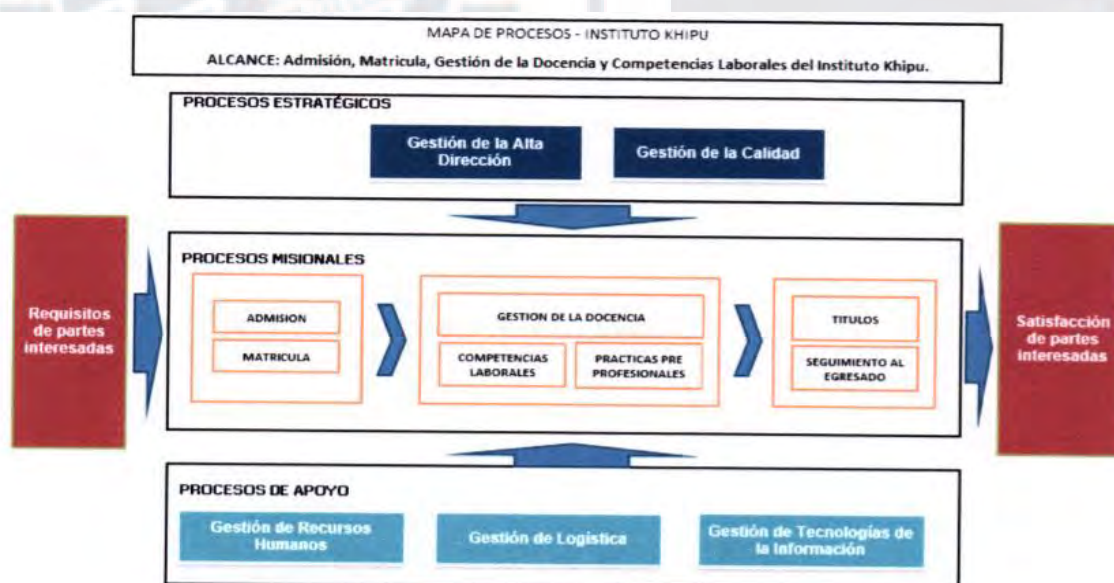 MAPA DE PROCESOS - INSTITUTO KHIPU
ALCANCE: Admisión, Matricula, Gestión de la Docencia y Competencias Laborales del Instituto Khipu.
PROCESOS ESTRATÉGICOS
Gestión de la Alta
Dirección
Gestión de la Calidad
Requisitos
de partes
interesadas
PROCESOS MISIONALES
ADMISION
MATRICULA
GESTION DE LA DOCENCIA
COMPETENCIAS
LABORALES
PRACTICAS PRE
PROFESIONALES
TITULOS
SEGUIMIENTO AL
EGRESADO
Satisfacción
de partes
interesadas
PROCESOS DE APOYO
Gestión de Recursos
Humanos
Gestión de Logística
Gestión de Tecnologías de
la Información